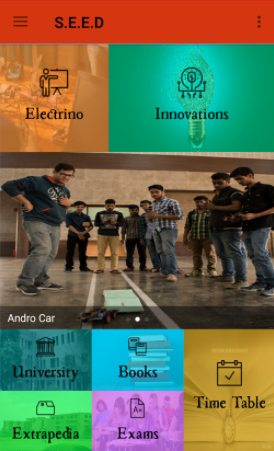 S.E.E.D
Electrino
Innovations
Andro Car
University
Books
Time Table
Extrapedia
Exams
A+